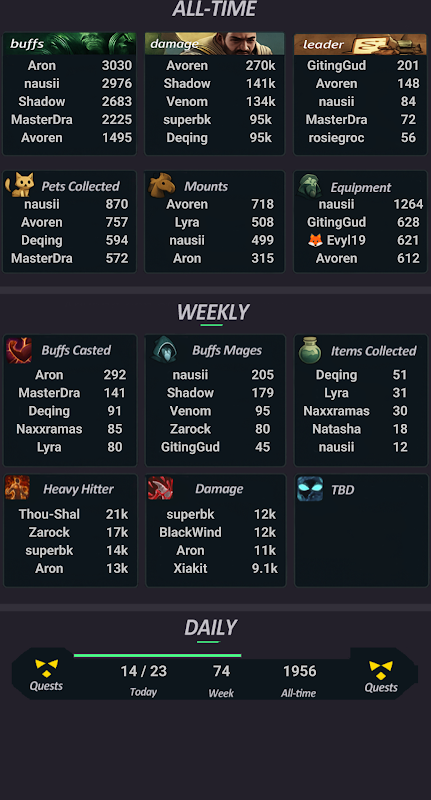 ALL-TIME
buffs
Aron 3030
nausii 2976
Shadow 2683
MasterDra 2225
Avoren 1495
damage
Avoren 270k
Shadow 141k
Venom 134k
superbk 95k
Deqing 95k
leader
GitingGud 201
Avoren 148
nausii 84
MasterDra 72
rosiegroc 56
Pets Collected
nausii 870
Avoren 757
Deqing 594
MasterDra 572
Mounts
Avoren 718
Lyra 508
nausii 499
Aron 315
Equipment
nausii 1264
GitingGud 628
🦊 Evyl19 621
Avoren 612
WEEKLY
Buffs Casted
Aron 292
MasterDra 141
Deqing 91
Naxxramas 85
Lyra 80
Buffs Mages
nausii 205
Shadow 179
Venom 95
Zarock 80
GitingGud 45
Items Collected
Deqing 51
Lyra 31
Naxxramas 30
Natasha 18
nausii 12
Heavy Hitter
Thou-Shal 21k
Zarock 17k
superbk 14k
Aron 13k
Damage
superbk 12k
BlackWind 12k
Aron 11k
Xiakit 9.1k
TBD
DAILY
Quests
14 / 23
Today
74
Week
1956
All-time
Quests